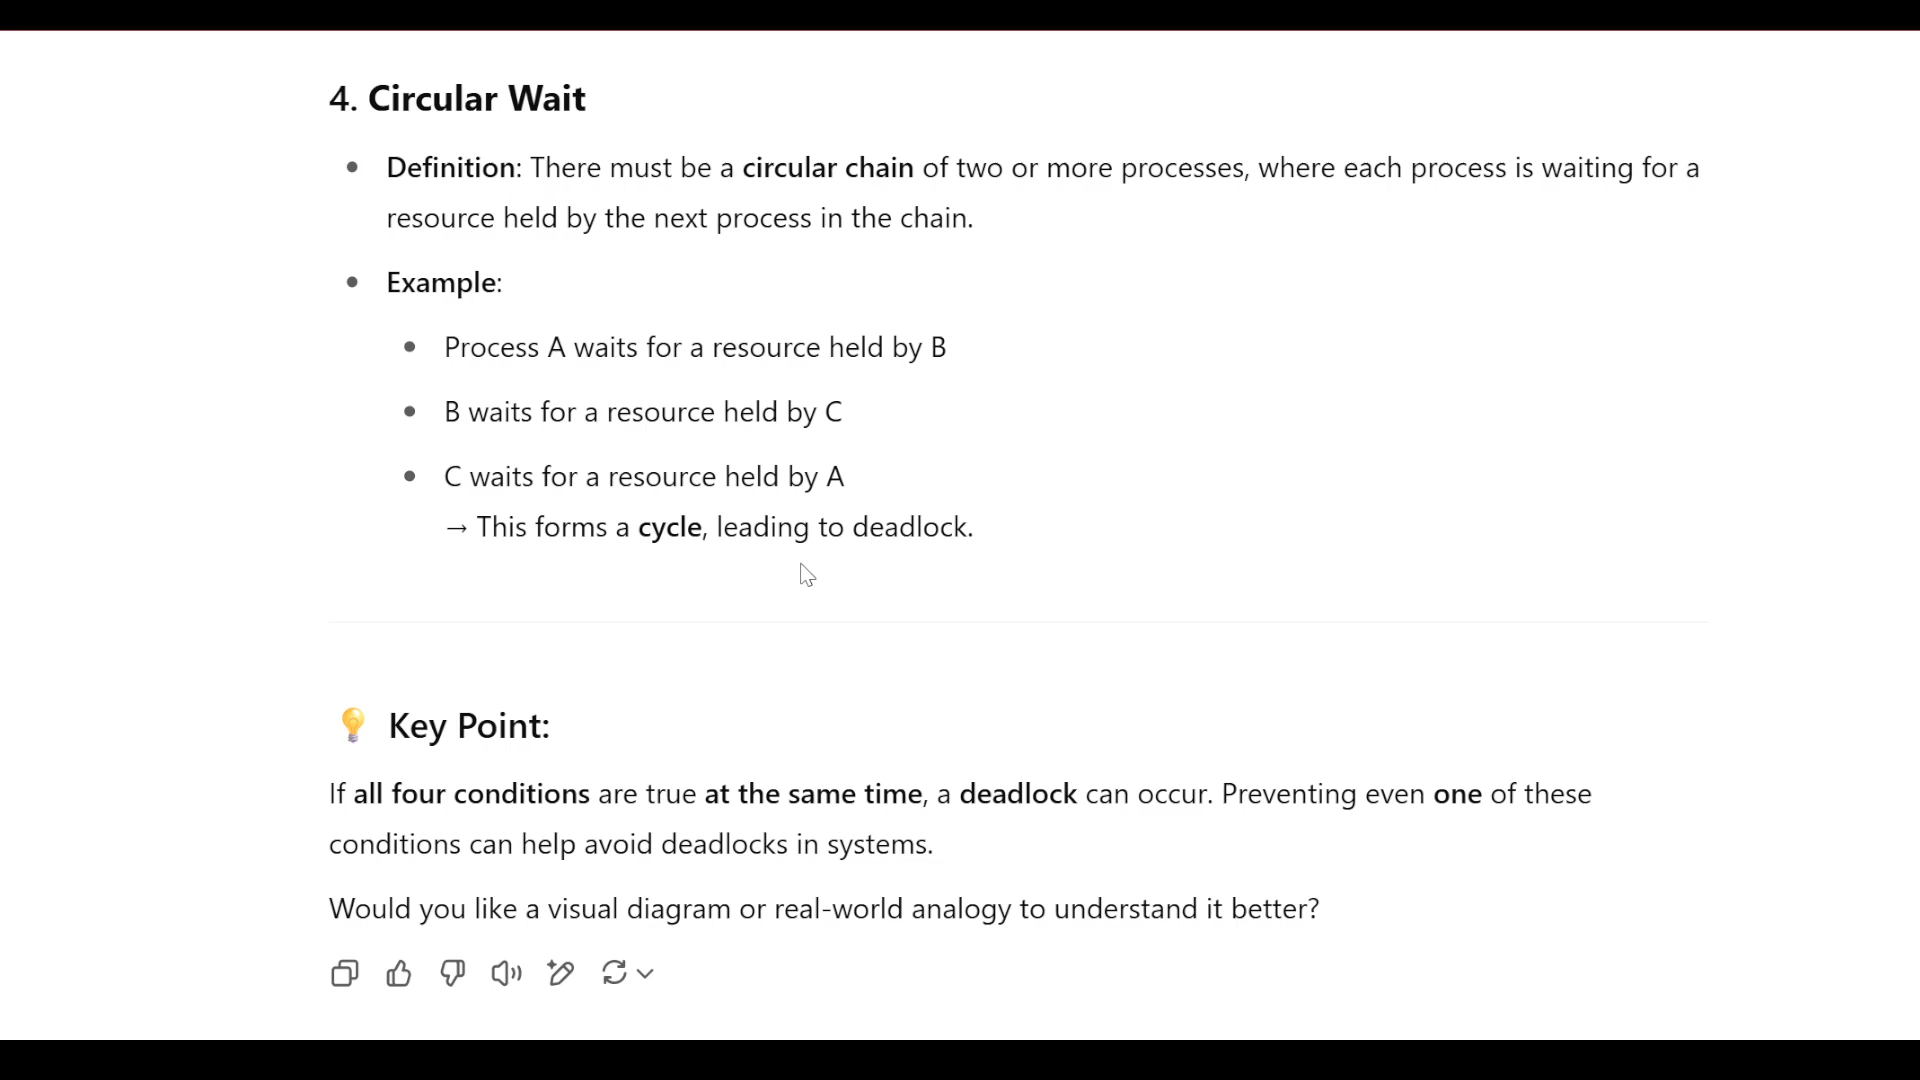 4. Circular Wait
Definition: There must be a circular chain of two or more processes, where each process is waiting for a
resource held by the next process in the chain.
Example:
Process A waits for a resource held by B
B waits for a resource held by C
C waits for a resource held by A
→ This forms a cycle, leading to deadlock.
💡 Key Point:
If all four conditions are true at the same time, a deadlock can occur. Preventing even one of these
conditions can help avoid deadlocks in systems.
Would you like a visual diagram or real-world analogy to understand it better?